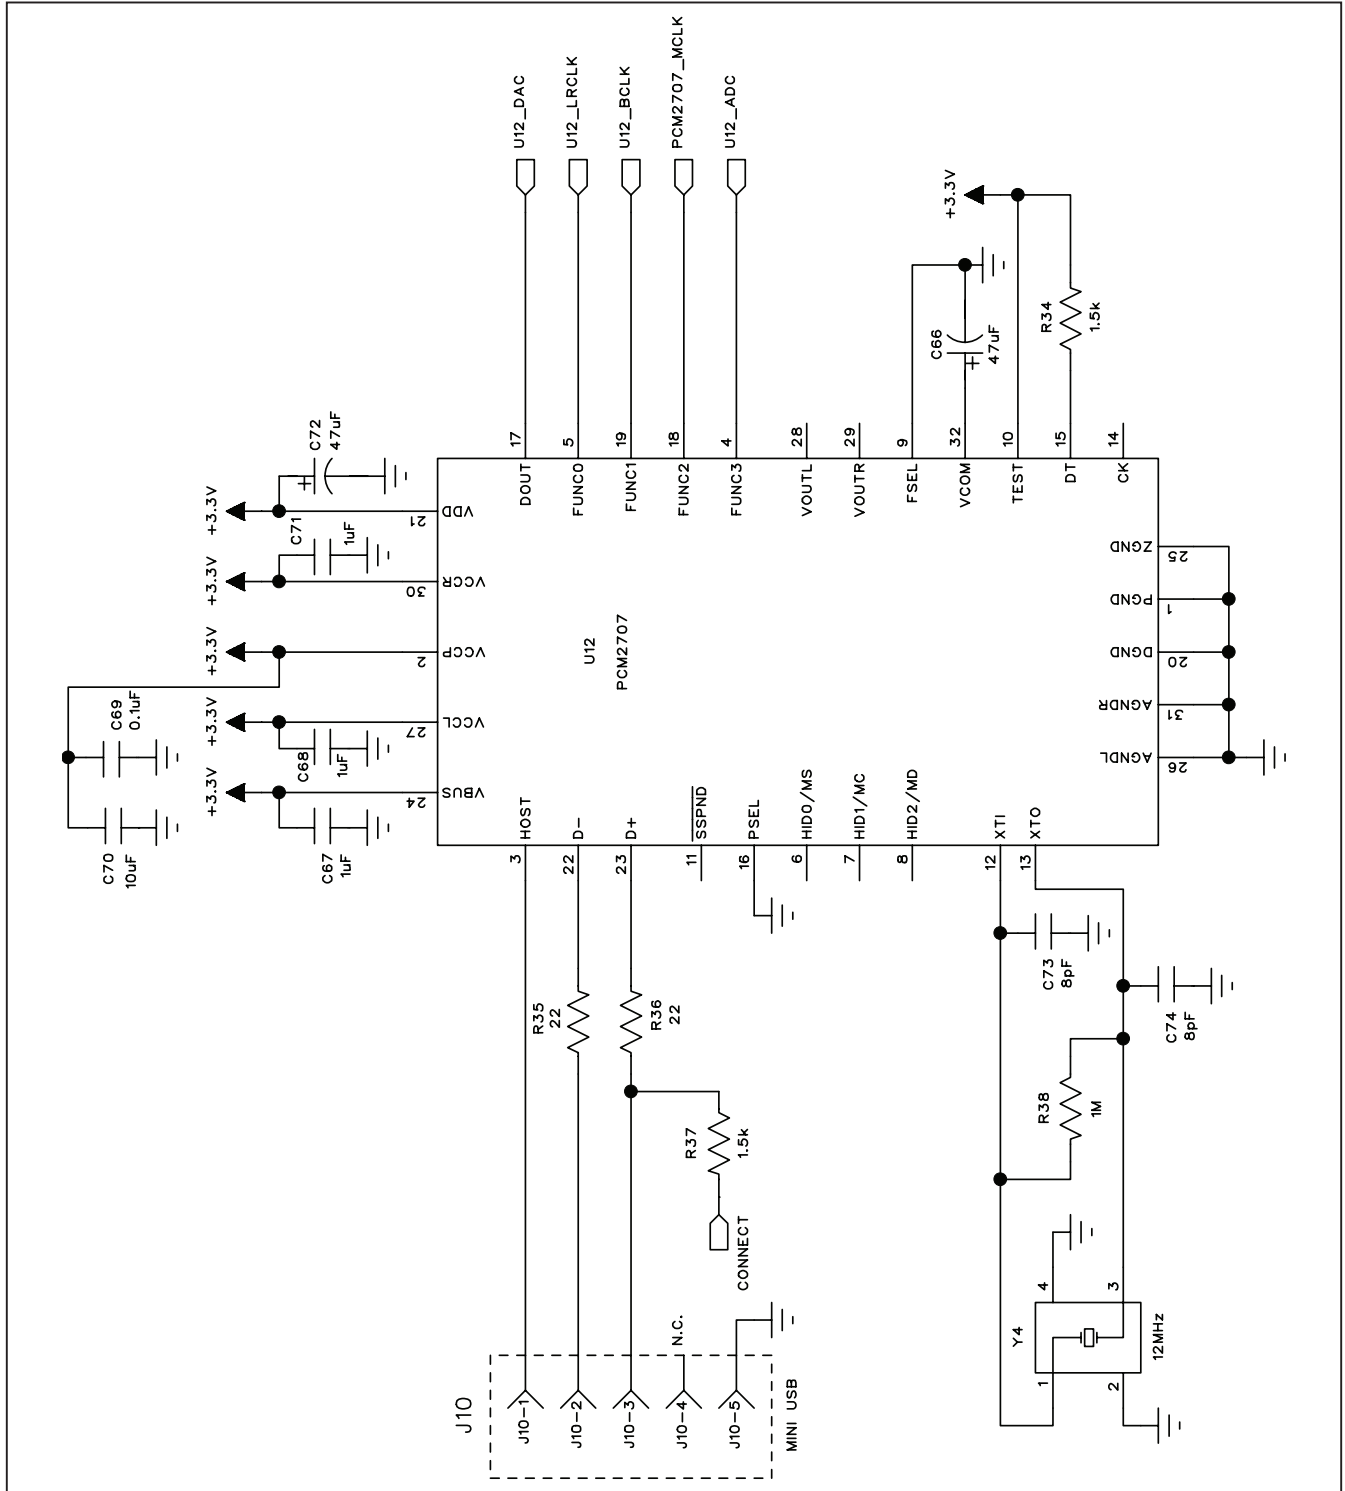 U12_DAC
U12_LRCLK
U12_BCLK
PCM2707_MCLK
U12_ADC
+3.3V
R34
1.5k
C66
47uF
+
C72
47uF
+
C71
1uF
C69
0.1uF
C68
1uF
C70
10uF
C67
1uF
+3.3V
+3.3V
+3.3V
+3.3V
+3.3V
21
30
2
27
24
VDD
VCCR
VCCP
VCCL
VBUS
17
5
19
18
4
28
29
9
32
10
15
14
DOUT
FUNC0
FUNC1
FUNC2
FUNC3
VOUTL
VOUTR
FSEL
VCOM
TEST
DT
CK
U12
PCM2707
ZGND
PGND
DGND
AGNDR
AGNDL
25
1
20
31
26
HOST
D-
D+
SSPND
PSEL
HID0/MS
HID1/MC
HID2/MD
XTI
XTO
3
22
23
11
16
6
7
8
12
13
R35
22
R36
22
R37
1.5k
CONNECT
C73
8pF
C74
8pF
R38
1M
Y4
12MHz
1
2
3
4
J10
J10-1
J10-2
J10-3
J10-4
J10-5
N.C.
MINI USB